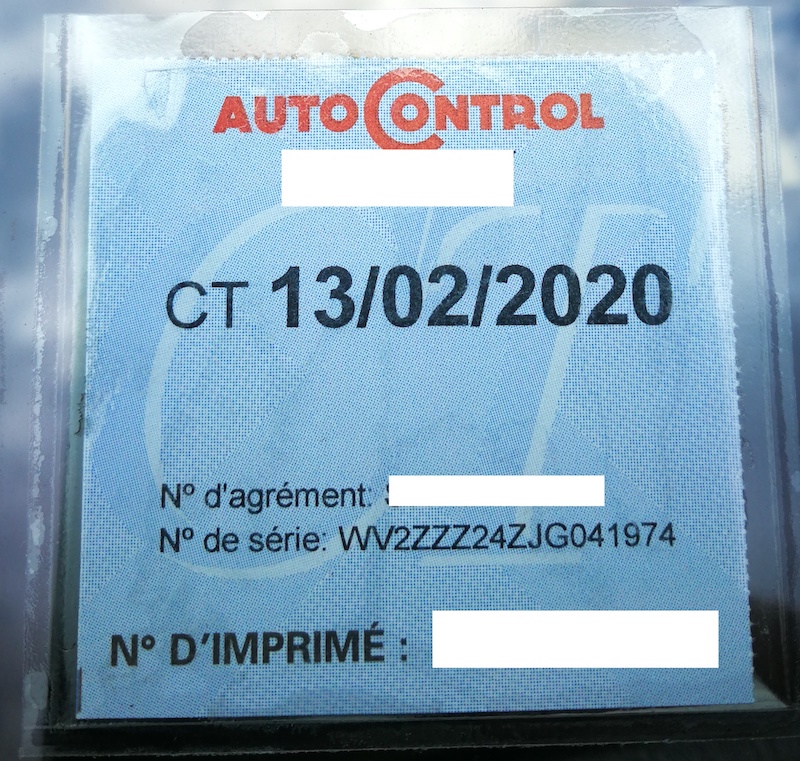 AUTOCONTROL
CT 13/02/2020
N° d'agrément:
N° de série: WV2ZZZ24ZJG041974
N° D'IMPRIMÉ :